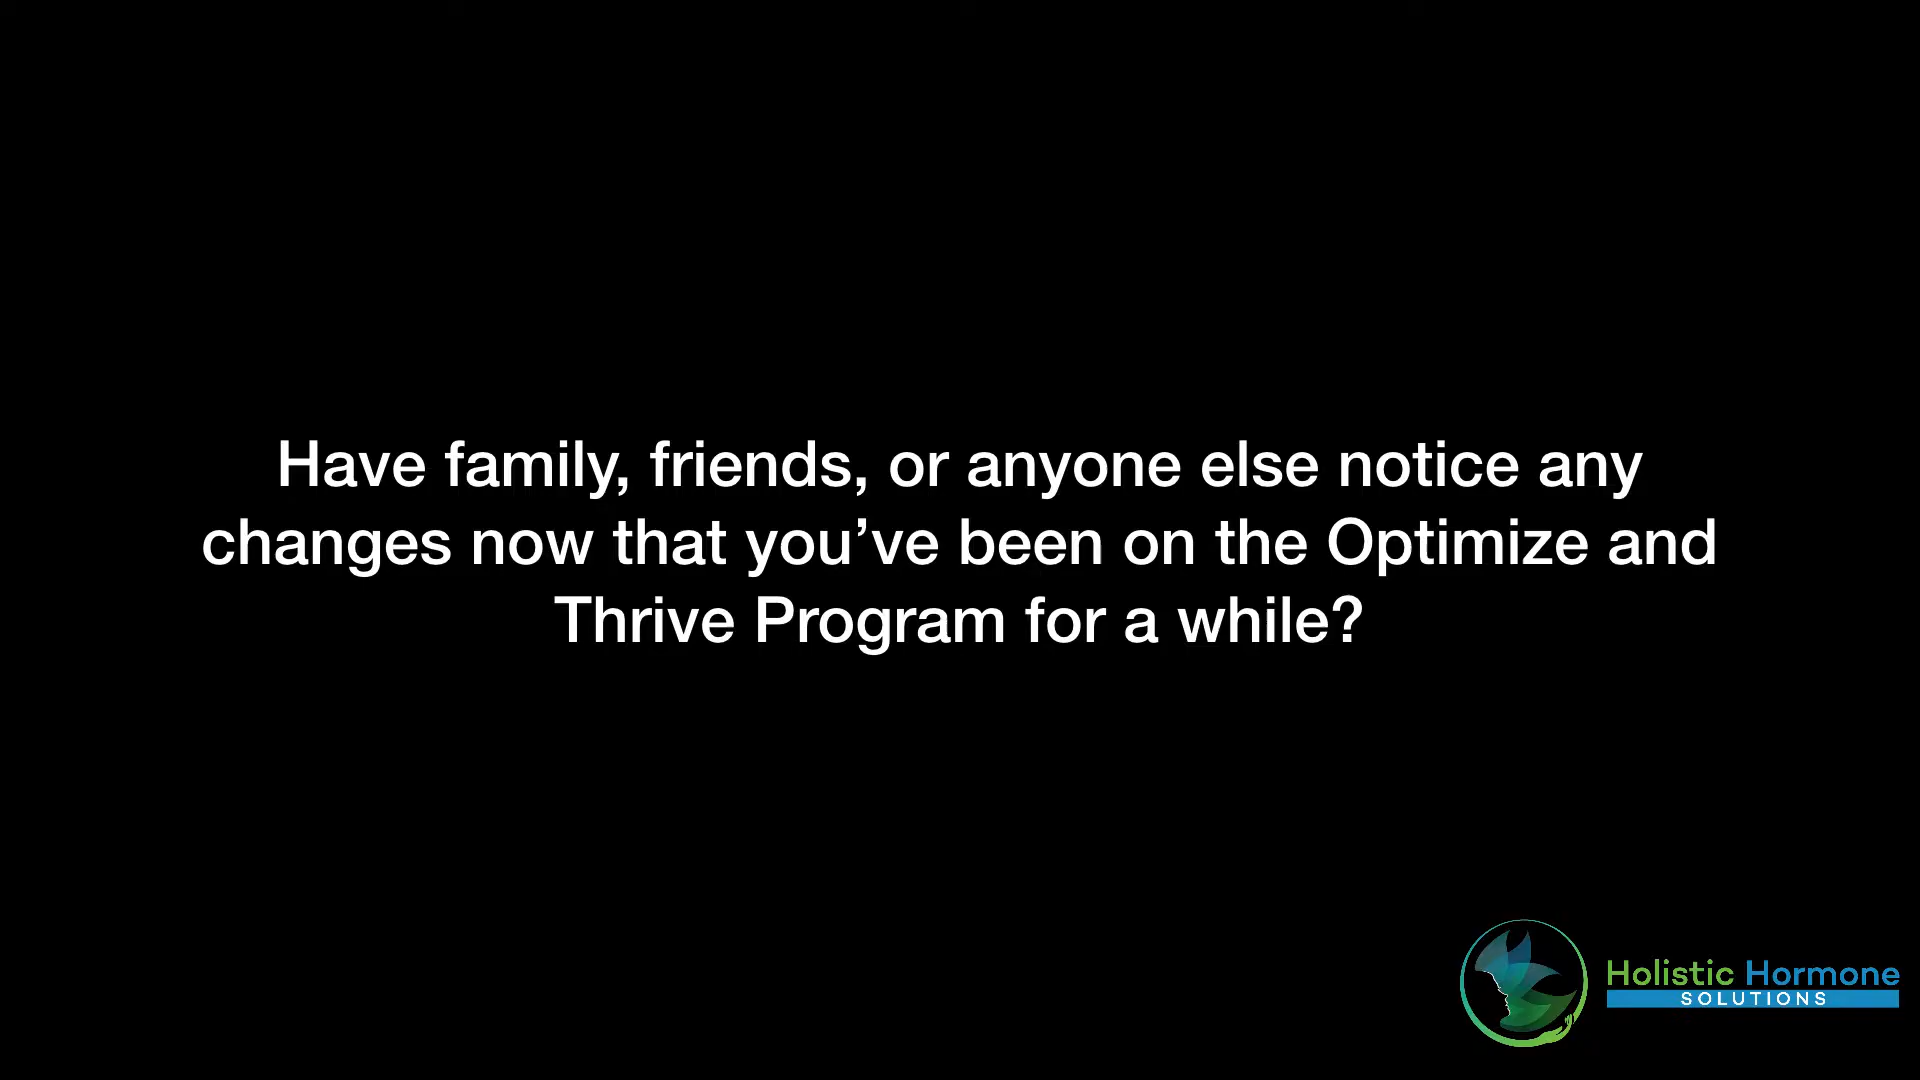 Have family, friends, or anyone else notice any
changes now that you’ve been on the Optimize and
Thrive Program for a while?
Holistic Hormone
SOLUTIONS